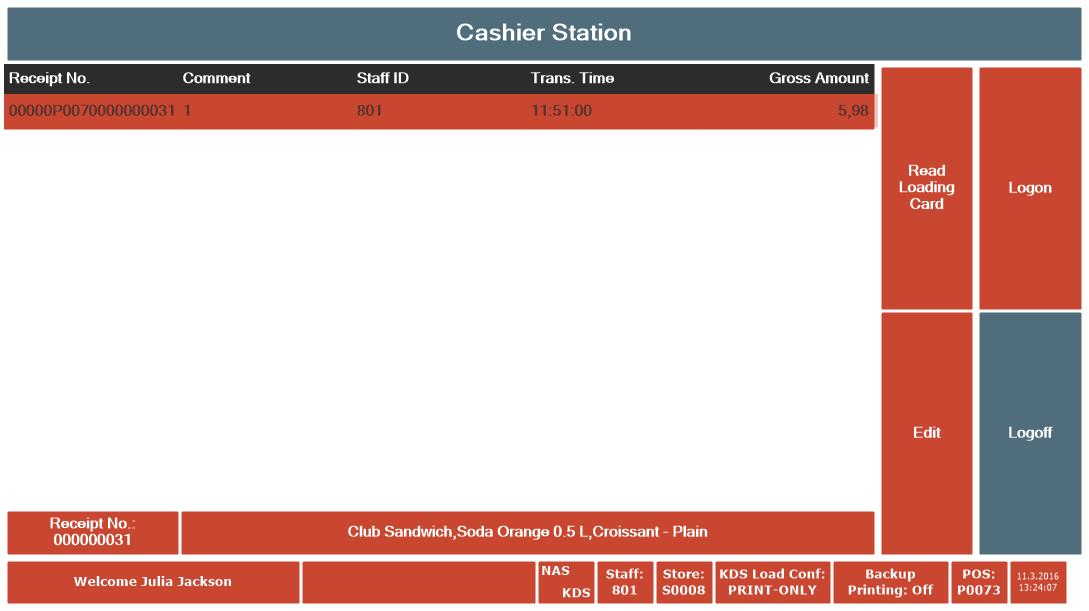 Cashier Station
Receipt No. Comment Staff ID Trans. Time Gross Amount
00000P0070000000031 1 801 11:51:00 5,98
Read
Loading
Card
Logon
Edit
Logoff
Receipt No.:
000000031
Club Sandwich,Soda Orange 0.5 L,Croissant - Plain
Welcome Julia Jackson
NAS
KDS
Staff:
801
Store:
S0008
KDS Load Conf:
PRINT-ONLY
Backup
Printing: Off
POS:
P0073
11.3.2016
13:24:07